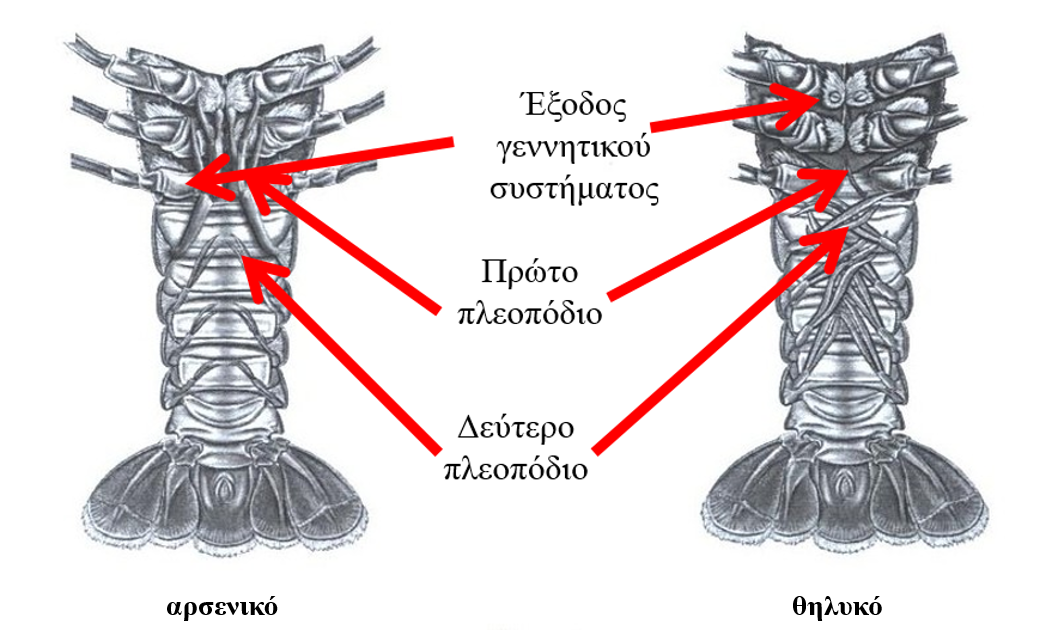 Έξοδος
γεννητικού
συστήματος
Πρώτο
πλεοπόδιο
Δεύτερο
πλεοπόδιο
αρσενικό
θηλυκό